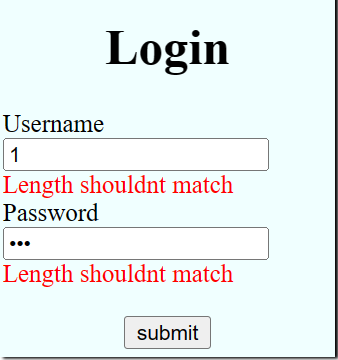 Login
Username
1
Length shouldnt match
Password
•••
Length shouldnt match
submit